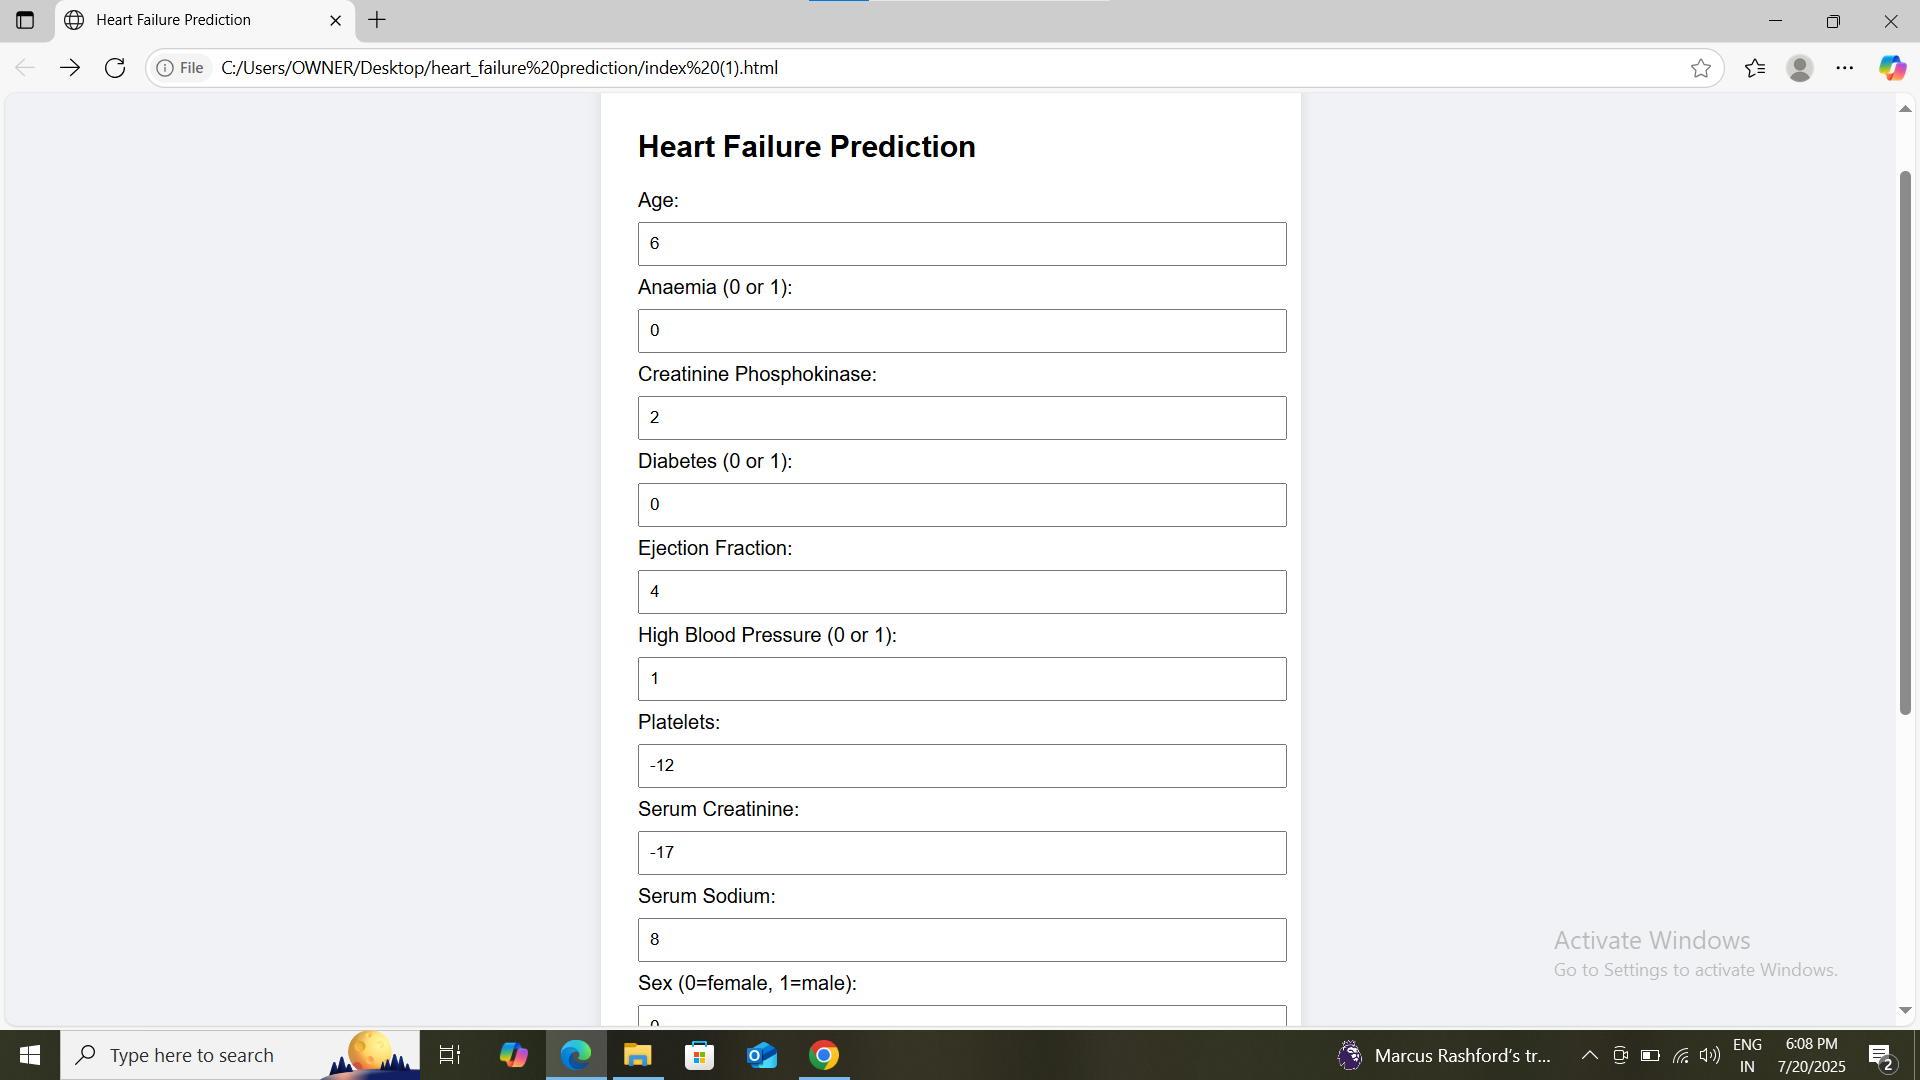 Heart Failure Prediction
File C:/Users/OWNER/Desktop/heart_failure%20prediction/index%20(1).html
Heart Failure Prediction
Age:
6
Anaemia (0 or 1):
0
Creatinine Phosphokinase:
2
Diabetes (0 or 1):
0
Ejection Fraction:
4
High Blood Pressure (0 or 1):
1
Platelets:
-12
Serum Creatinine:
-17
Serum Sodium:
8
Sex (0=female, 1=male):
0
Activate Windows
Go to Settings to activate Windows.
Type here to search
Marcus Rashford's tr...
ENG
IN
6:08 PM
7/20/2025
2